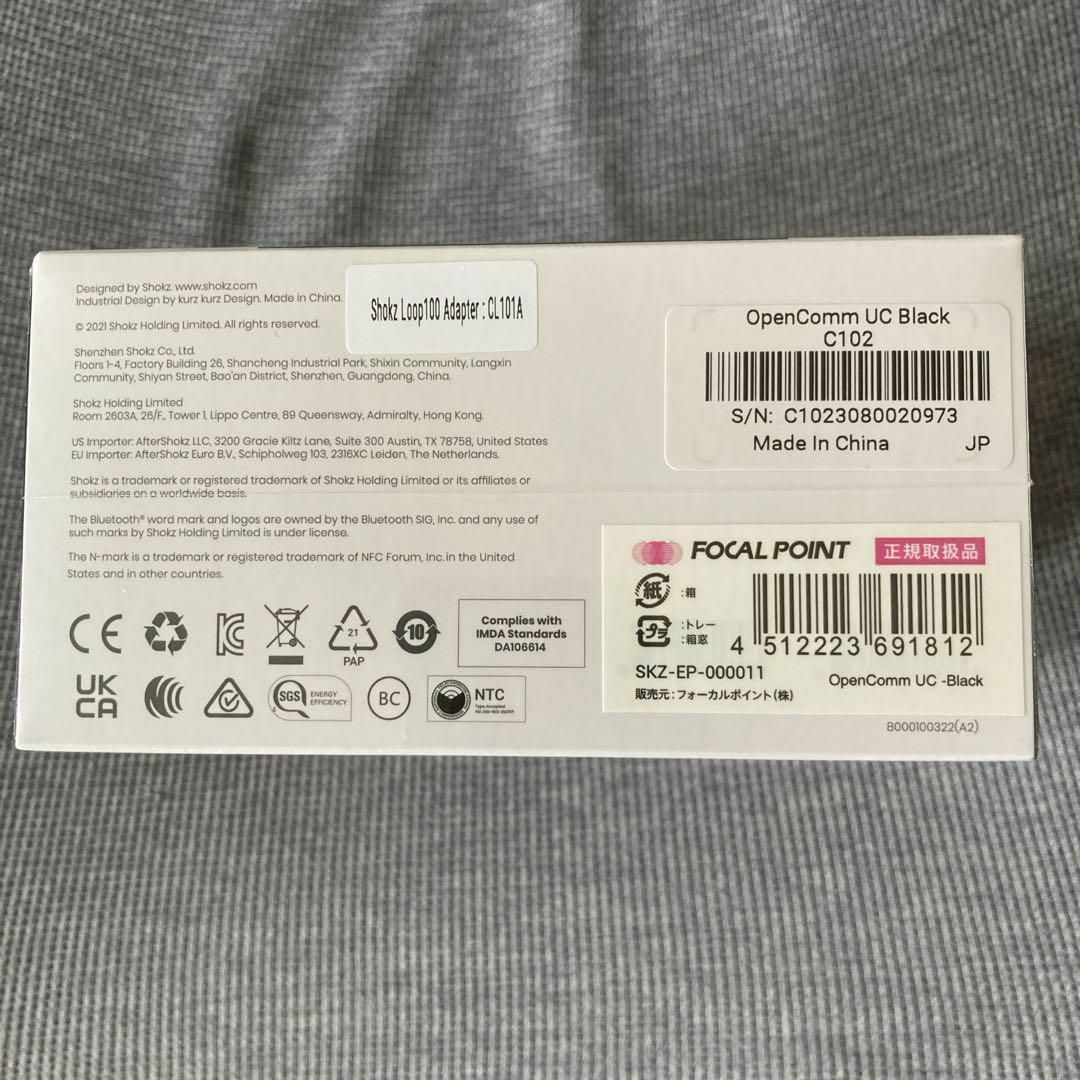 Designed by Shokz. www.shokz.com
Industrial Design by kurz kurz Design. Made in China.
© 2021 Shokz Holding Limited. All rights reserved.
Shenzhen Shokz Co., Ltd.
Floors 1-4, Factory Building 26, Shancheng Industrial Park, Shixin Community, Langxin
Community, Shiyan Street, Bao'an District, Shenzhen, Guangdong, China.
Shokz Holding Limited
Room 2603A, 26/F., Tower 1, Lippo Centre, 89 Queensway, Admiralty, Hong Kong.
US Importer: AfterShokz LLC, 3200 Gracie Kiltz Lane, Suite 300 Austin, TX 78758, United States
EU Importer: AfterShokz Euro B.V., Schipholweg 103, 2316XC Leiden, The Netherlands.
Shokz is a trademark or registered trademark of Shokz Holding Limited or its affiliates or
subsidiaries on a worldwide basis.
The Bluetooth® word mark and logos are owned by the Bluetooth SIG, Inc. and any use of
such marks by Shokz Holding Limited is under license.
The N-mark is a trademark or registered trademark of NFC Forum, Inc. in the United
States and in other countries.
CE
21
PAP
10
Complies with
IMDA Standards
DA106614
UK
CA
SGS ENERGY
EFFICIENCY
BC
NTC
Type Accepted
Shokz Loop100 Adapter : CL101A
OpenComm UC Black
C102
S/N: C1023080020973
Made In China JP
FOCAL POINT 正規取扱品
紙 :箱
プラ :トレー
:箱窓
4 512223 691812
SKZ-EP-000011
OpenComm UC -Black
販売元:フォーカルポイント(株)
8000100322(A2)